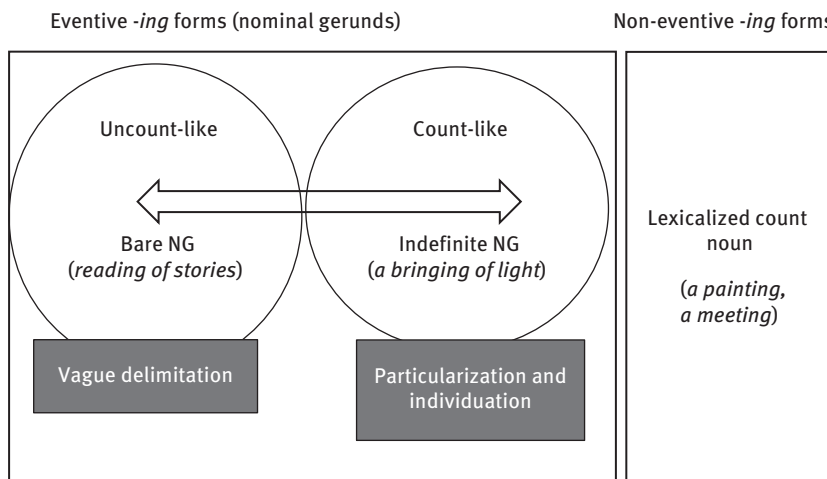 Eventive -ing forms (nominal gerunds)
Non-eventive -ing forms
Uncount-like
Count-like
Bare NG
(reading of stories)
Indefinite NG
(a bringing of light)
Vague delimitation
Particularization and
individuation
Lexicalized count
noun
(a painting,
a meeting)